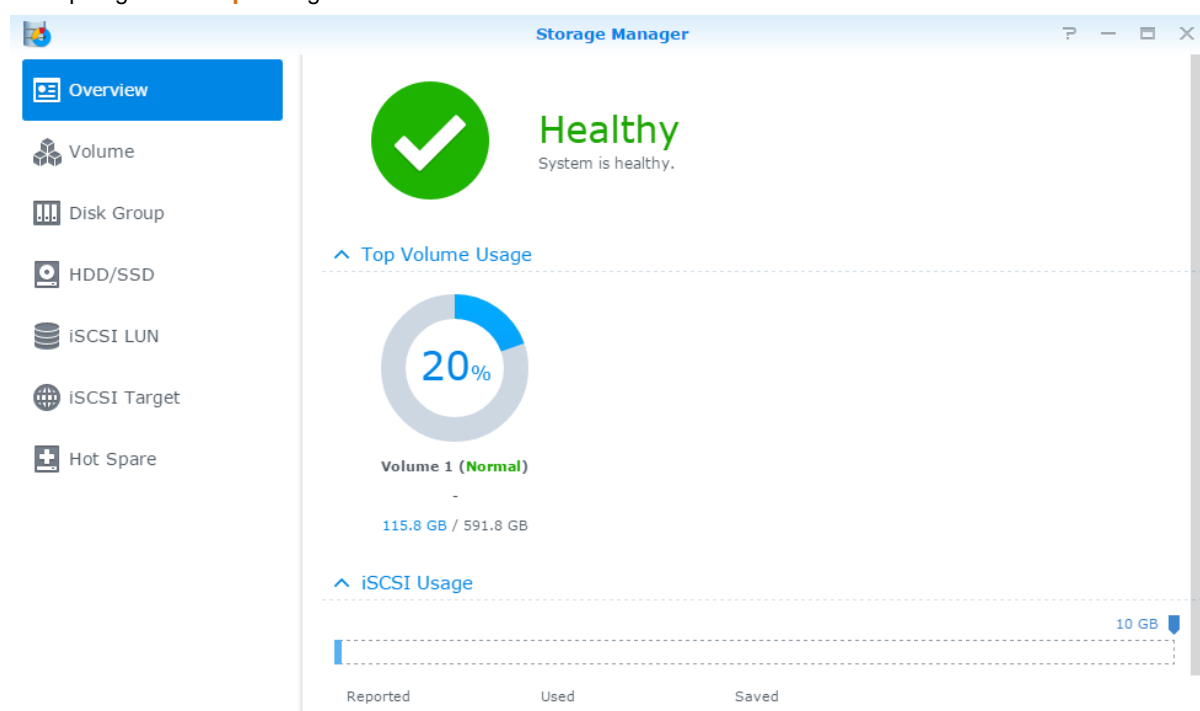 Storage Manager
Overview
Volume
Disk Group
HDD/SSD
iSCSI LUN
iSCSI Target
Hot Spare
Healthy
System is healthy.
Top Volume Usage
20%
Volume 1 (Normal)
-
115.8 GB / 591.8 GB
iSCSI Usage
10 GB
Reported Used Saved